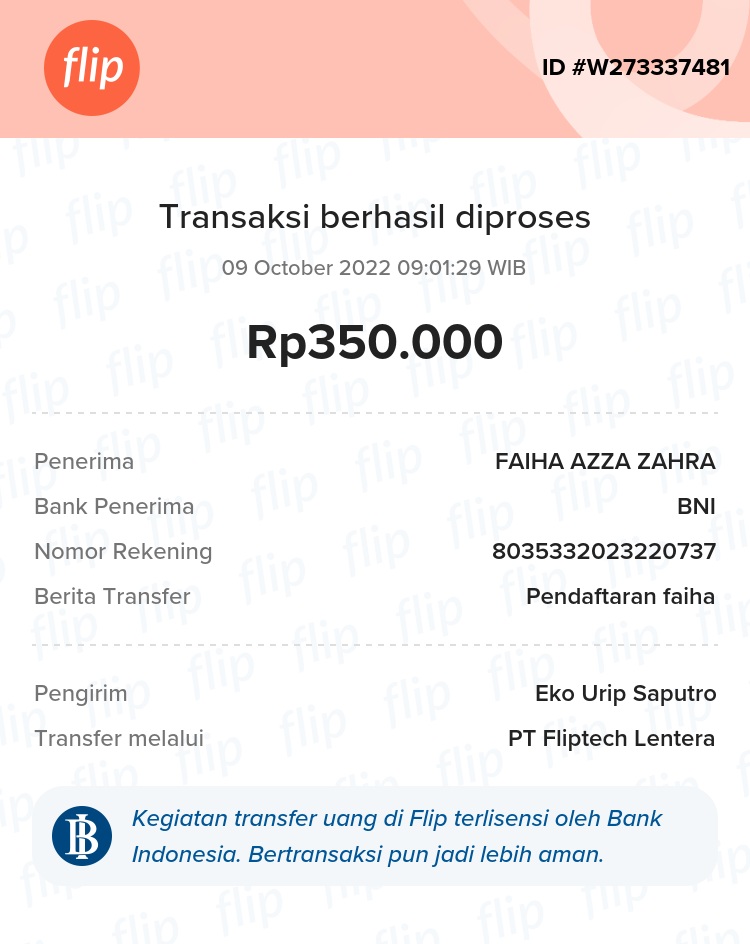 flip
ID #W273337481
Transaksi berhasil diproses
09 October 2022 09:01:29 WIB
Rp350.000
Penerima FAIHA AZZA ZAHRA
Bank Penerima BNI
Nomor Rekening 8035332023220737
Berita Transfer Pendaftaran faiha
Pengirim Eko Urip Saputro
Transfer melalui PT Fliptech Lentera
Kegiatan transfer uang di Flip terlisensi oleh Bank
Indonesia. Bertransaksi pun jadi lebih aman.